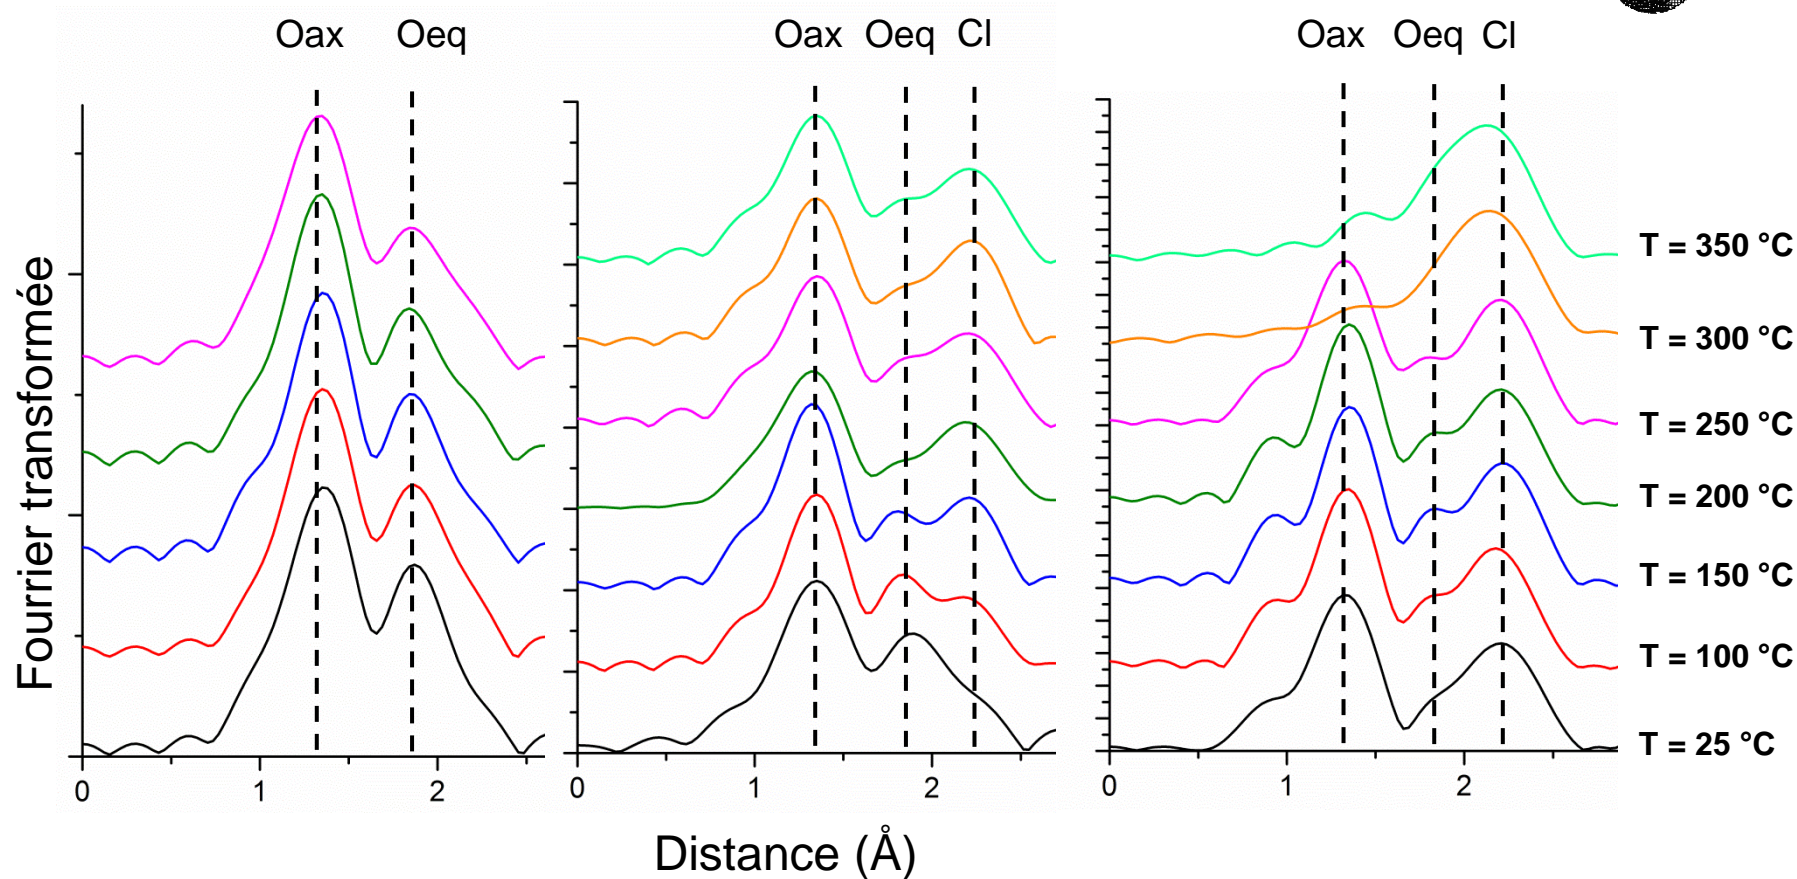 Oax Oeq
Oax Oeq Cl
Oax Oeq Cl
Fourrier transformée
T = 350 °C
T = 300 °C
T = 250 °C
T = 200 °C
T = 150 °C
T = 100 °C
T = 25 °C
0 1 2
0 1 2
0 1 2
Distance (Å)